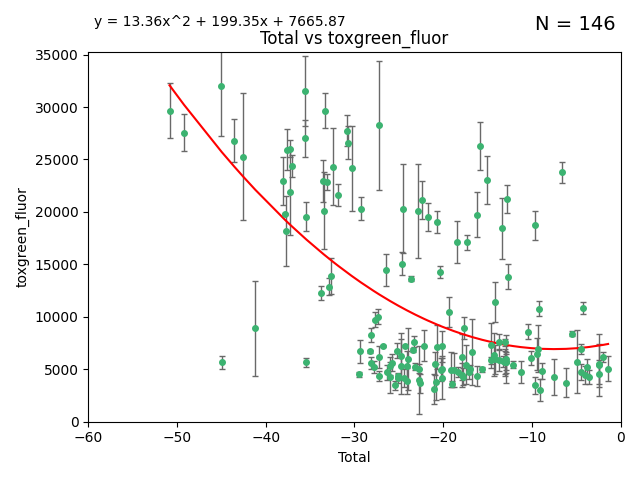 y = 13.36x^2 + 199.35x + 7665.87
N = 146
Total vs toxgreen_fluor
35000
30000
25000
20000
15000
10000
5000
0
toxgreen_fluor
−60 −50 −40 −30 −20 −10 0
Total